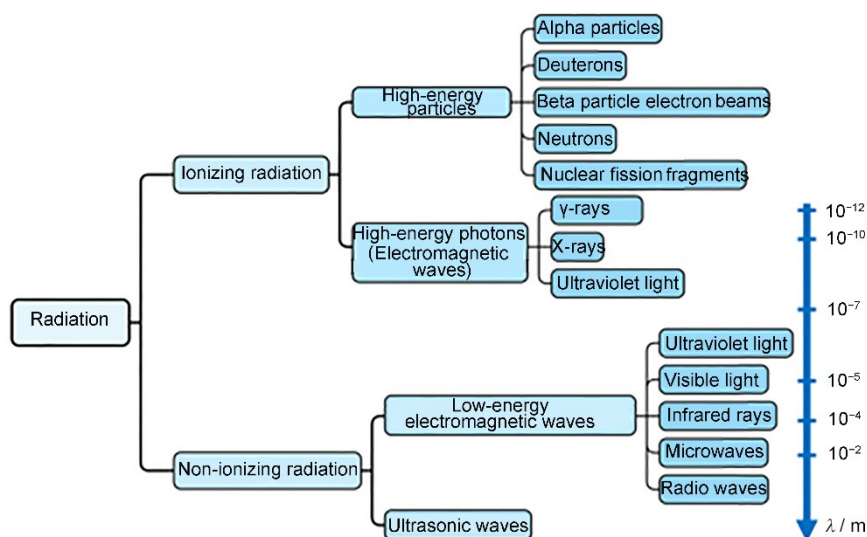 Radiation
Ionizing radiation
High-energy
particles
Alpha particles
Deuterons
Beta particle electron beams
Neutrons
Nuclear fission fragments
High-energy photons
(Electromagnetic
waves)
γ-rays
X-rays
Ultraviolet light
Non-ionizing radiation
Low-energy
electromagnetic waves
Ultraviolet light
Visible light
Infrared rays
Microwaves
Radio waves
Ultrasonic waves
10⁻¹²
10⁻¹⁰
10⁻⁷
10⁻⁵
10⁻⁴
10⁻²
λ / m